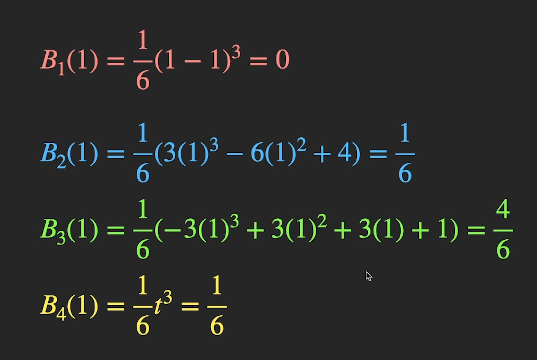 B₁(1) = 1/6(1 − 1)³ = 0
B₂(1) = 1/6(3(1)³ − 6(1)² + 4) = 1/6
B₃(1) = 1/6(−3(1)³ + 3(1)² + 3(1) + 1) = 4/6
B₄(1) = 1/6t³ = 1/6